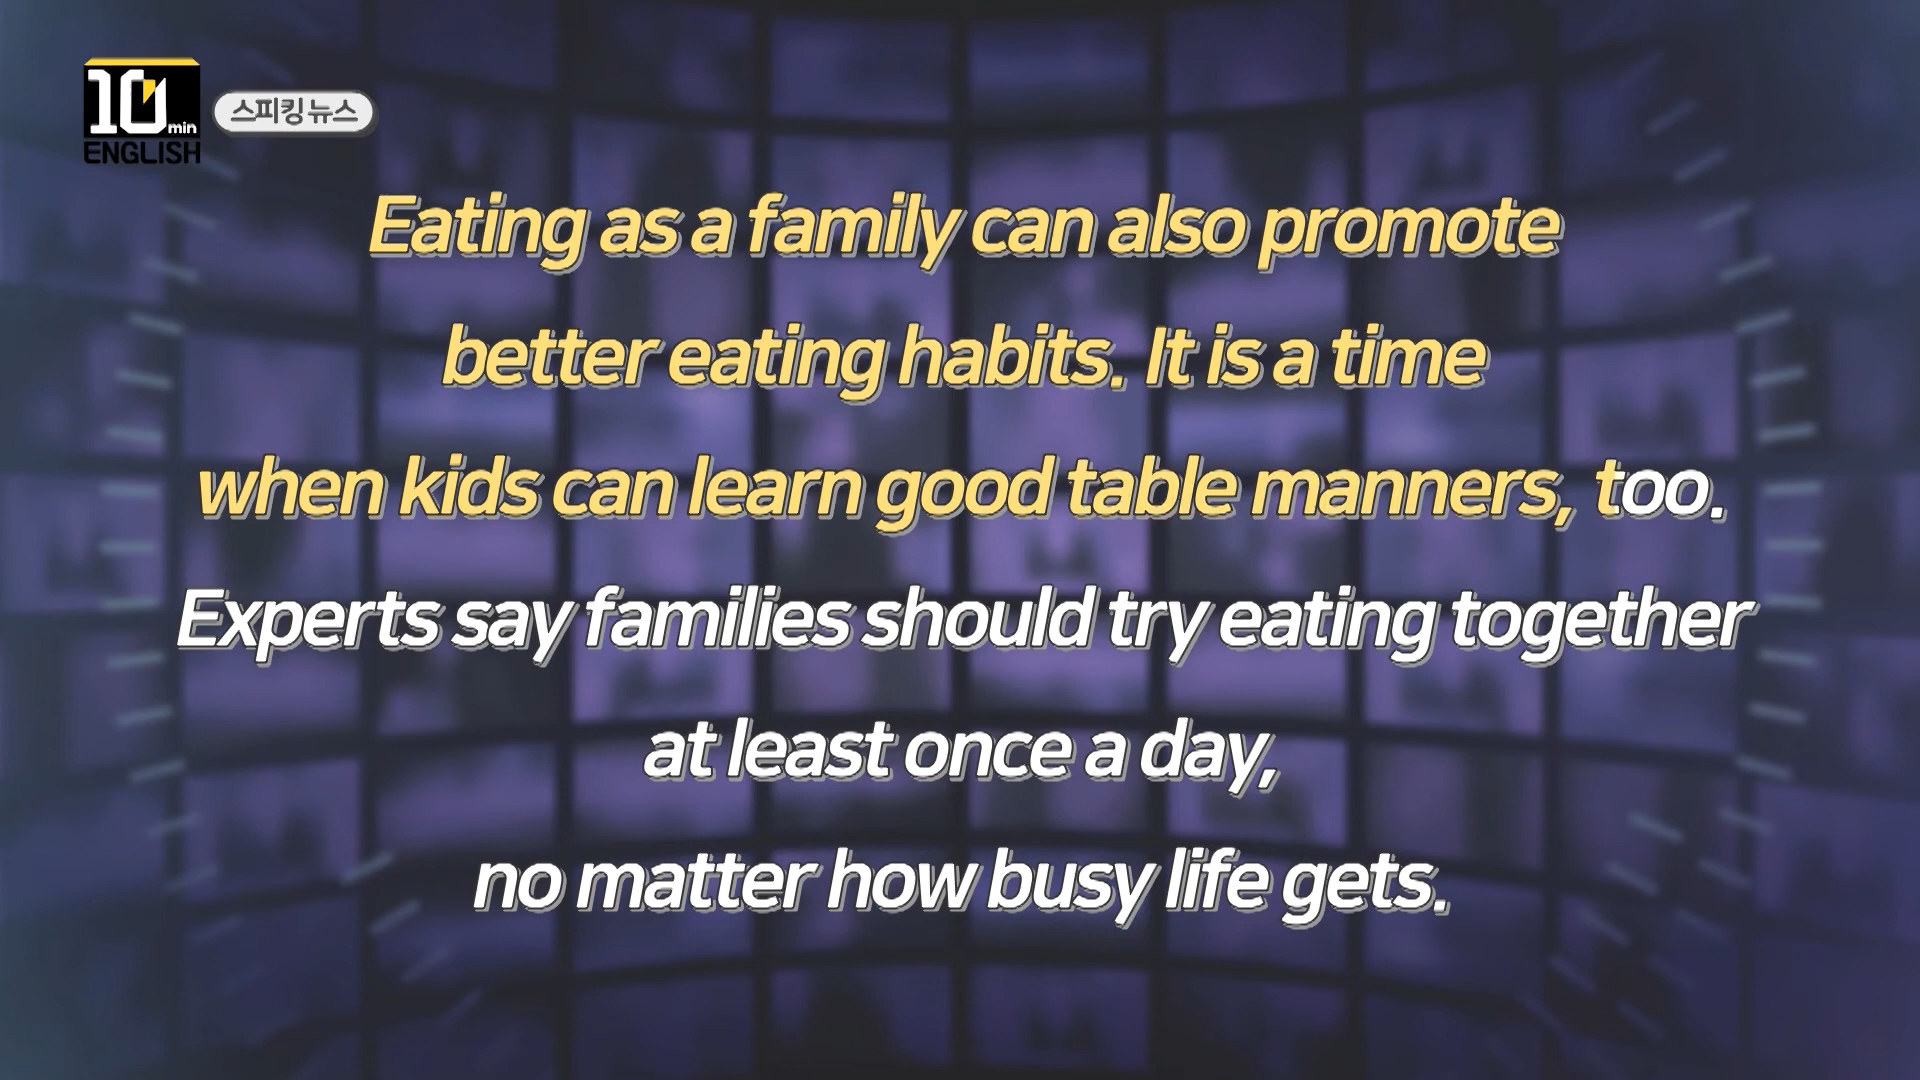 10min
ENGLISH
스피킹 뉴스
Eating as a family can also promote
better eating habits. It is a time
when kids can learn good table manners, too.
Experts say families should try eating together
at least once a day,
no matter how busy life gets.